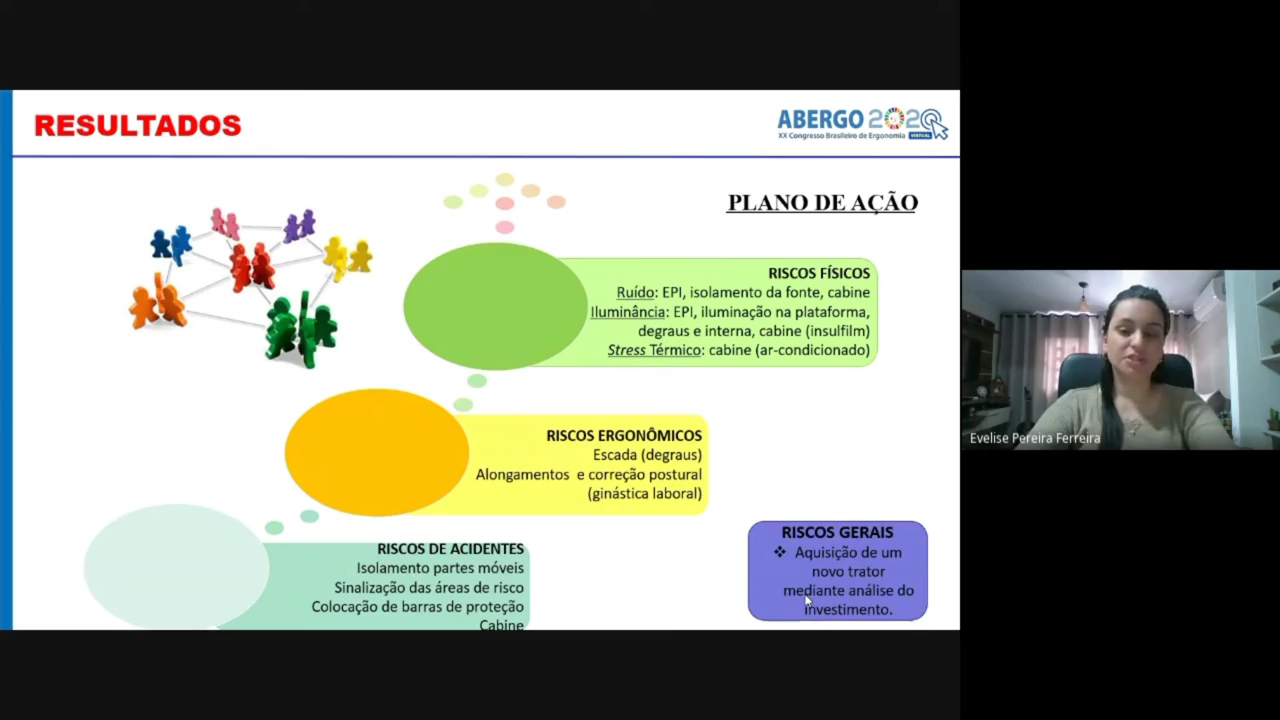 RESULTADOS
ABERGO 2020
XX Congresso Brasileiro de Ergonomia VIRTUAL
PLANO DE AÇÃO
RISCOS FÍSICOS
Ruído: EPI, isolamento da fonte, cabine
Iluminância: EPI, iluminação na plataforma,
degraus e interna, cabine (insulfilm)
Stress Térmico: cabine (ar-condicionado)
RISCOS ERGONÔMICOS
Escada (degraus)
Alongamentos e correção postural
(ginástica laboral)
RISCOS DE ACIDENTES
Isolamento partes móveis
Sinalização das áreas de risco
Colocação de barras de proteção
Cabine
RISCOS GERAIS
❖ Aquisição de um
novo trator
mediante análise do
investimento.
Evelise Pereira Ferreira